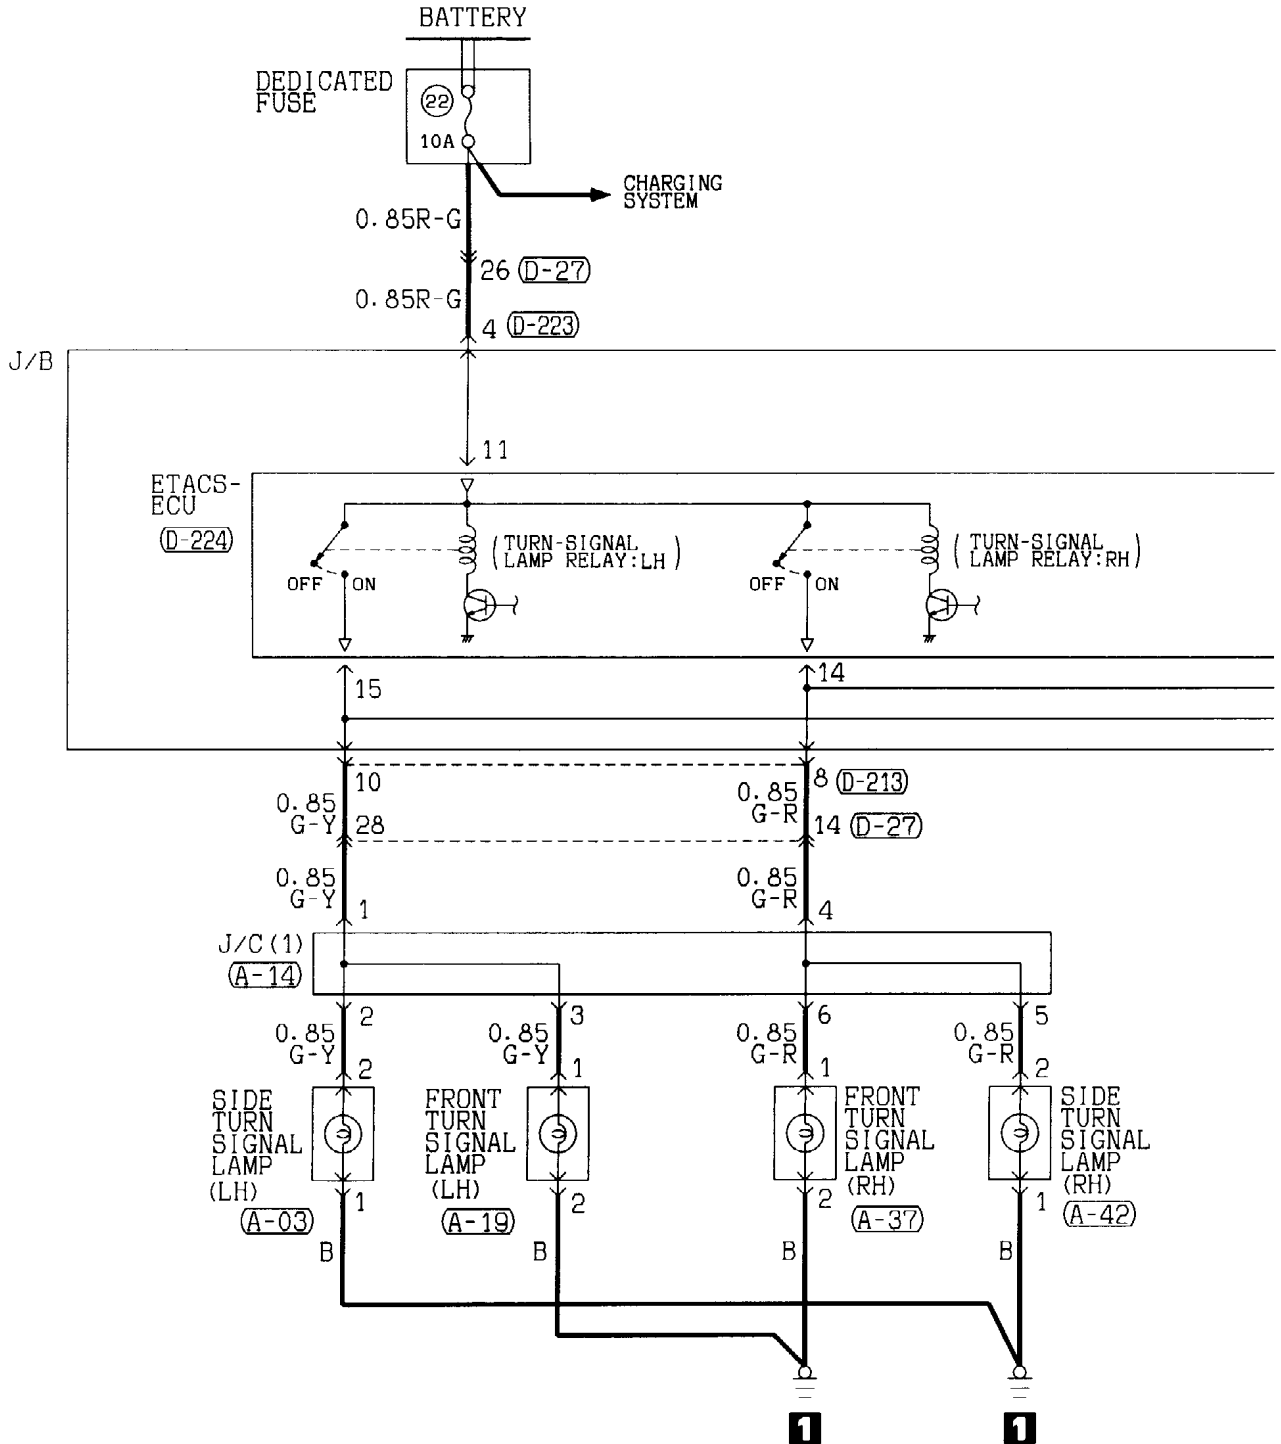 BATTERY
DEDICATED
FUSE
22
10A
CHARGING
SYSTEM
0.85R-G
26 D-27
0.85R-G
4 D-223
J/B
11
ETACS-
ECU
D-224
OFF ON
(TURN-SIGNAL
LAMP RELAY:LH)
OFF ON
(TURN-SIGNAL
LAMP RELAY:RH)
15
14
10
8 D-213
0.85
G-Y
28
0.85
G-R
14 D-27
0.85
G-Y
1
0.85
G-R
4
J/C(1)
A-14
2
3
6
5
0.85
G-Y
0.85
G-Y
0.85
G-R
0.85
G-R
2
1
1
2
SIDE
TURN
SIGNAL
LAMP
(LH)
A-03
FRONT
TURN
SIGNAL
LAMP
(LH)
A-19
FRONT
TURN
SIGNAL
LAMP
(RH)
A-37
SIDE
TURN
SIGNAL
LAMP
(RH)
A-42
1
2
2
1
B
B
B
B
1
1